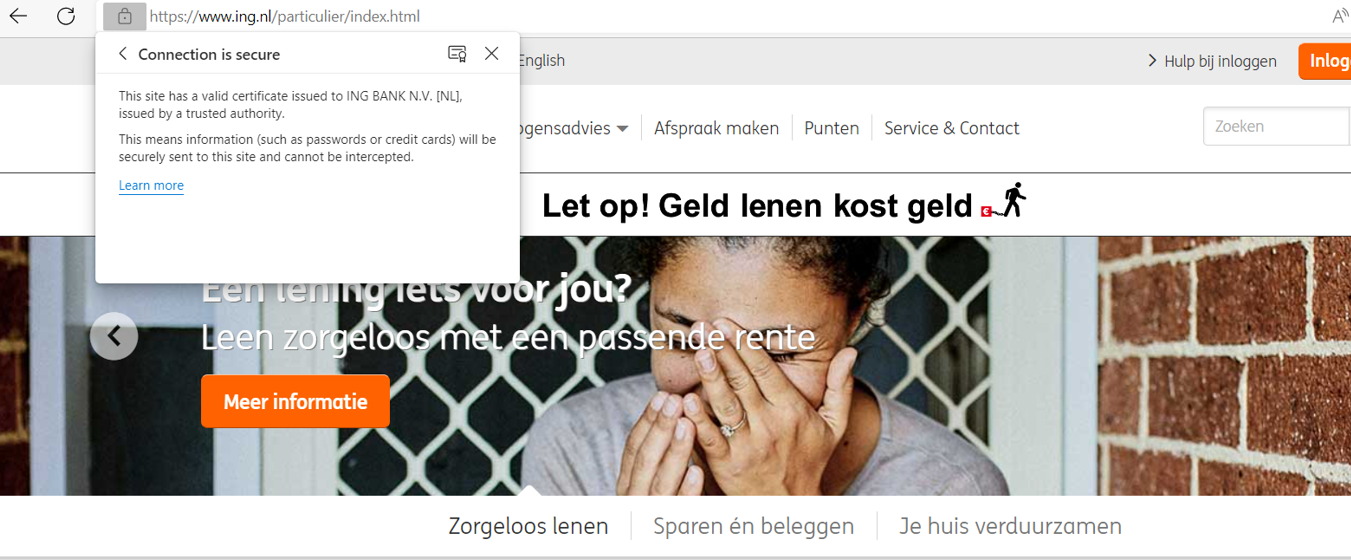 https://www.ing.nl/particulier/index.html
A
Connection is secure
This site has a valid certificate issued to ING BANK N.V. [NL],
issued by a trusted authority.
This means information (such as passwords or credit cards) will be
securely sent to this site and cannot be intercepted.
Learn more
English
Hulp bij inloggen
Inlog
ogensadvies
Afspraak maken
Punten
Service & Contact
Zoeken
Let op! Geld lenen kost geld
€
Een lening iets voor jou?
Leen zorgeloos met een passende rente
Meer informatie
Zorgeloos lenen
Sparen én beleggen
Je huis verduurzamen